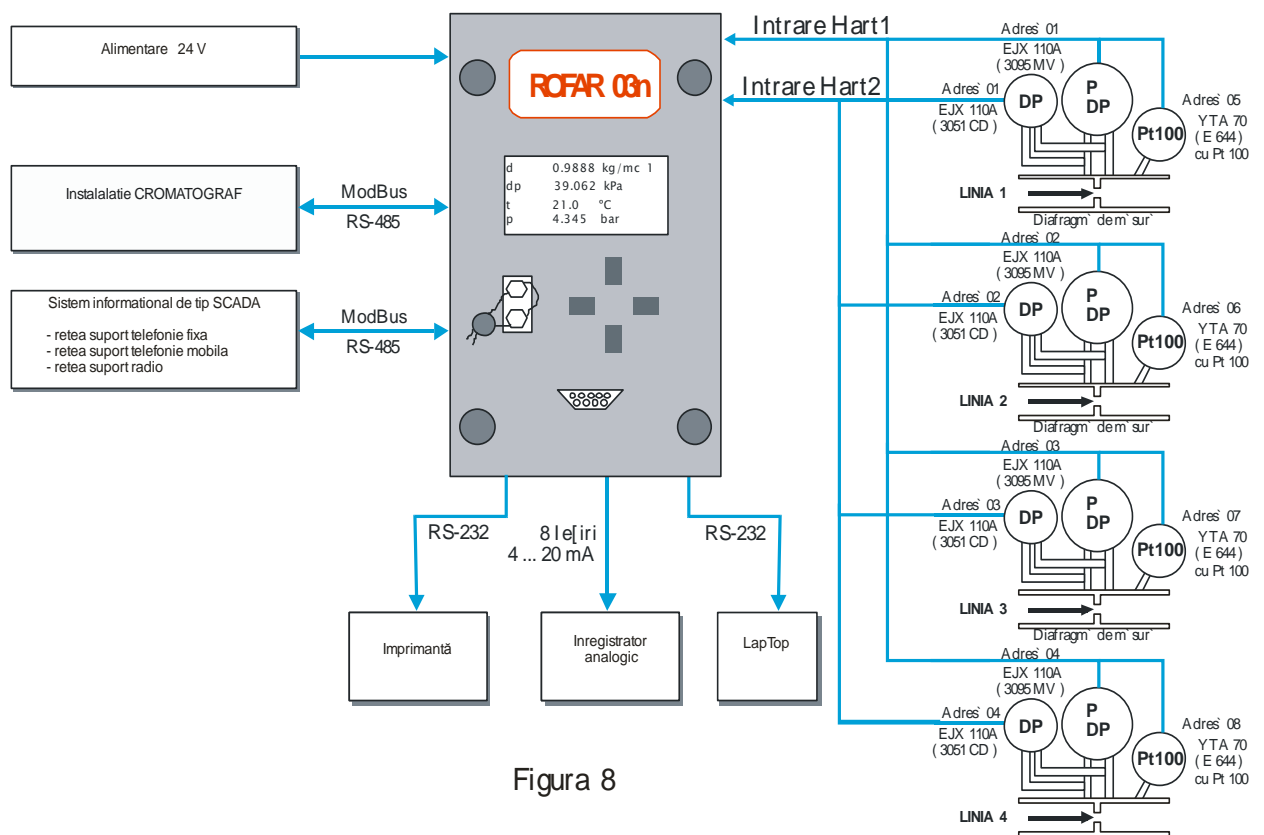 Alimentare 24 V
Instalalatie CROMATOGRAF
Sistem informational de tip SCADA
- retea suport telefonie fixa
- retea suport telefonie mobila
- retea suport radio
ModBus
RS-485
ModBus
RS-485
ROFAR 03n
d 0.9888 kg/mc 1
dp 39.062 kPa
t 21.0 °C
p 4.345 bar
Intrare Hart1
Intrare Hart2
RS-232
8 Ie[iri
4 ... 20 mA
RS-232
Imprimantă
Inregistrator
analogic
LapTop
Figura 8
Adres` 01
EJX 110A
( 3095 MV )
Adres` 01
EJX 110A
( 3051 CD )
DP
P
DP
Pt100
Adres` 05
YTA 70
( E 644 )
cu Pt 100
LINIA 1
Diafragm` de m`sur`
Adres` 02
EJX 110A
( 3095 MV )
Adres` 02
EJX 110A
( 3051 CD )
DP
P
DP
Pt100
Adres` 06
YTA 70
( E 644 )
cu Pt 100
LINIA 2
Diafragm` de m`sur`
Adres` 03
EJX 110A
( 3095 MV )
Adres` 03
EJX 110A
( 3051 CD )
DP
P
DP
Pt100
Adres` 07
YTA 70
( E 644 )
cu Pt 100
LINIA 3
Diafragm` de m`sur`
Adres` 04
EJX 110A
( 3095 MV )
Adres` 04
EJX 110A
( 3051 CD )
DP
P
DP
Pt100
Adres` 08
YTA 70
( E 644 )
cu Pt 100
LINIA 4